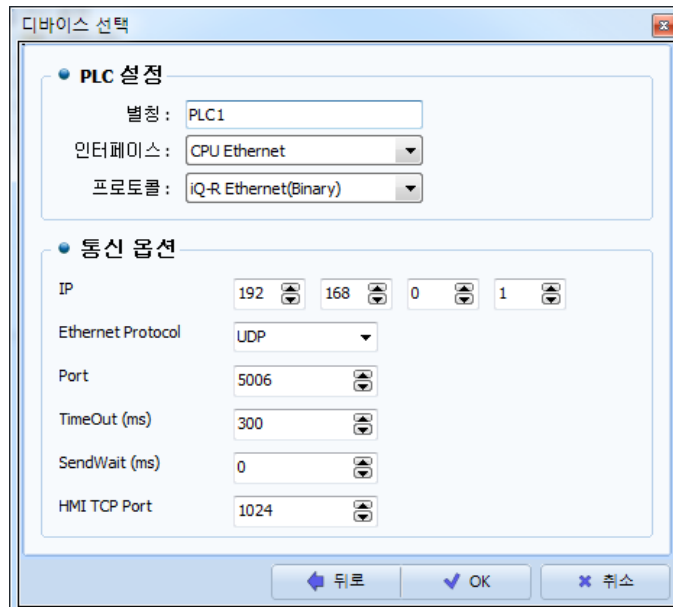 디바이스 선택
PLC 설정
별칭 : PLC1
인터페이스 : CPU Ethernet
프로토콜 : iQ-R Ethernet(Binary)
통신 옵션
IP 192 168 0 1
Ethernet Protocol UDP
Port 5006
TimeOut (ms) 300
SendWait (ms) 0
HMI TCP Port 1024
뒤로 OK 취소